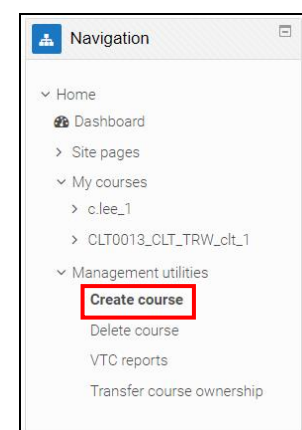 Navigation
Home
Dashboard
Site pages
My courses
c.lee_1
CLT0013_CLT_TRW_clt_1
Management utilities
Create course
Delete course
VTC reports
Transfer course ownership